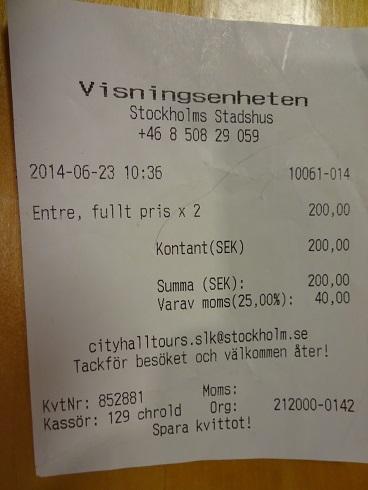 Visningsenheten
Stockholms Stadshus
+46 8 508 29 059
2014-06-23 10:36 10061-014
Entre, fullt pris x 2 200,00
Kontant(SEK) 200,00
Summa (SEK): 200,00
Varav moms(25,00%): 40,00
cityhalltours.slk@stockholm.se
Tackför besöket och välkommen åter!
KvtNr: 852881 Moms:
Kassör: 129 chrold Org: 212000-0142
Spara kvittot!